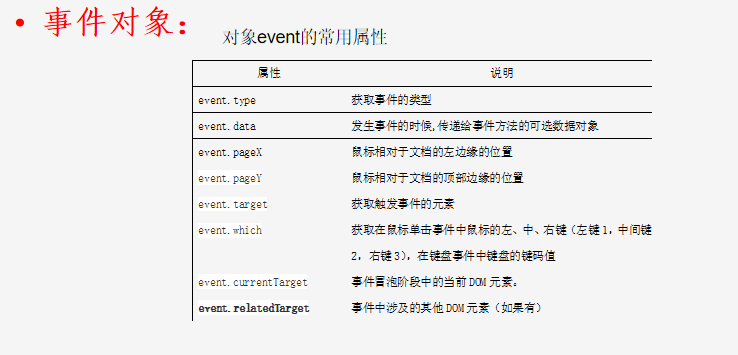 • 事件对象：
对象event的常用属性
属性 说明
event.type 获取事件的类型
event.data 发生事件的时候,传递给事件方法的可选数据对象
event.pageX 鼠标相对于文档的左边缘的位置
event.pageY 鼠标相对于文档的顶部边缘的位置
event.target 获取触发事件的元素
event.which 获取在鼠标单击事件中鼠标的左、中、右键（左键1，中间键
2，右键3），在键盘事件中键盘的键码值
event.currentTarget 事件冒泡阶段中的当前DOM元素。
event.relatedTarget 事件中涉及的其他DOM元素（如果有）